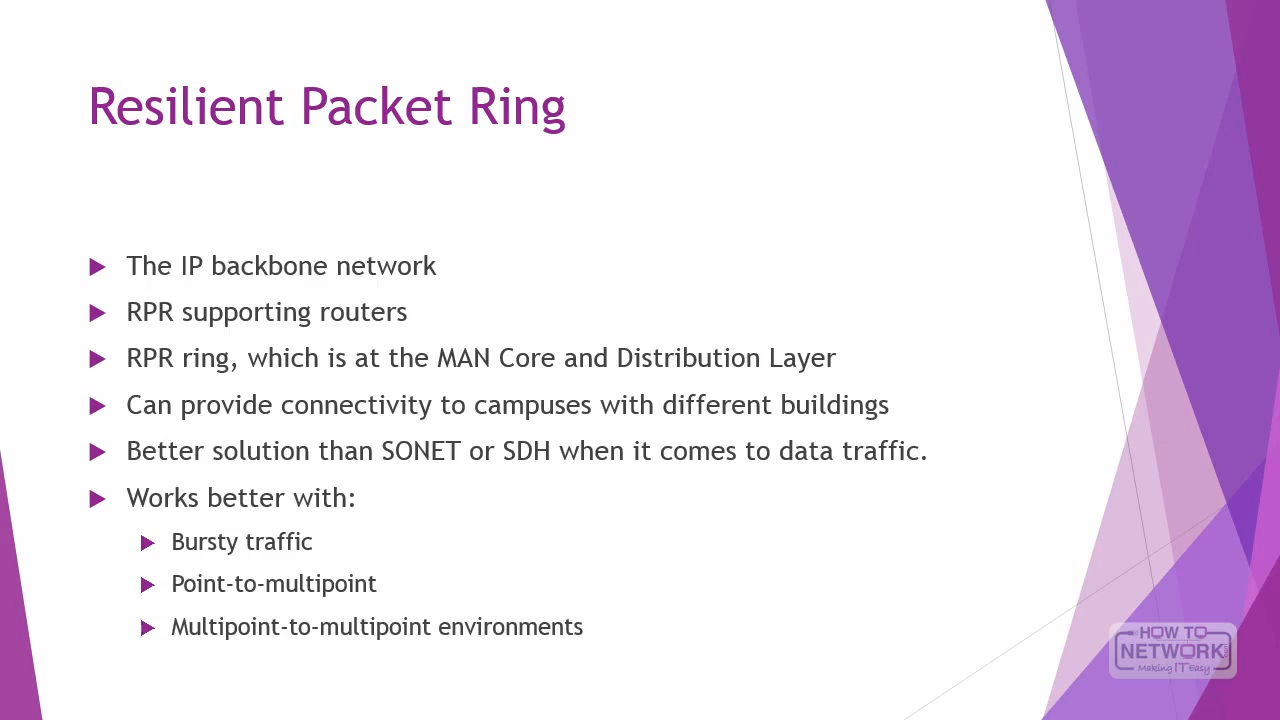 Resilient Packet Ring
The IP backbone network
RPR supporting routers
RPR ring, which is at the MAN Core and Distribution Layer
Can provide connectivity to campuses with different buildings
Better solution than SONET or SDH when it comes to data traffic.
Works better with:
Bursty traffic
Point-to-multipoint
Multipoint-to-multipoint environments
HOW TO
NETWORK
Making IT Easy